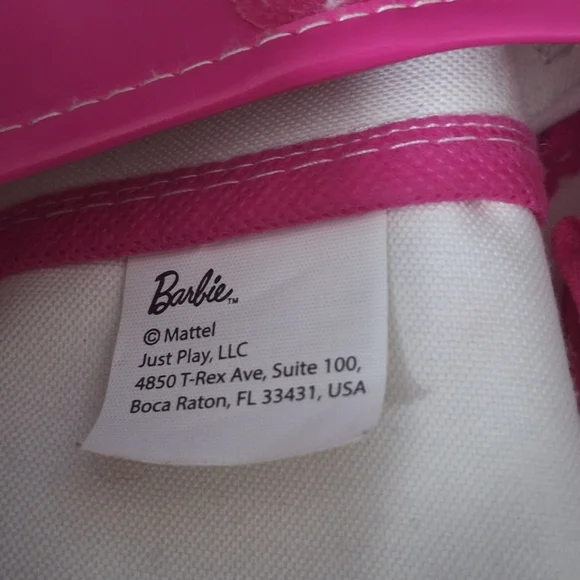 Barbie™
© Mattel
Just Play, LLC
4850 T-Rex Ave, Suite 100,
Boca Raton, FL 33431, USA